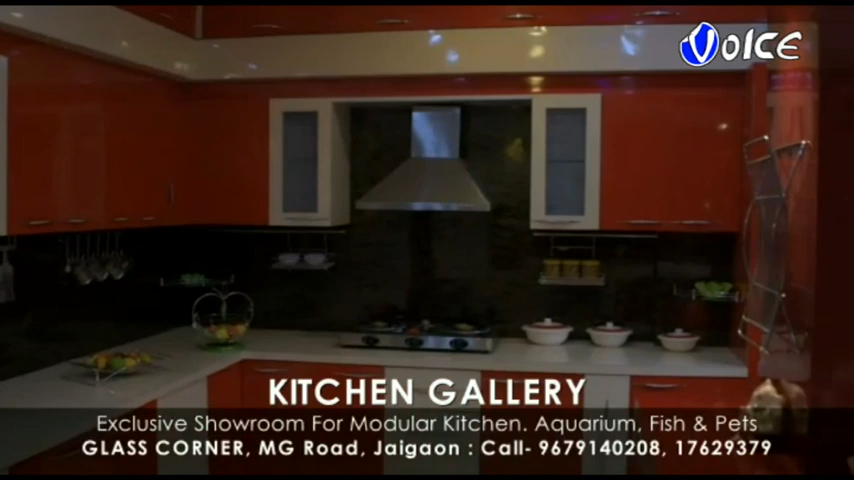 VOICE
KITCHEN GALLERY
Exclusive Showroom For Modular Kitchen. Aquarium, Fish & Pets
GLASS CORNER, MG Road, Jaigaon : Call- 9679140208, 17629379